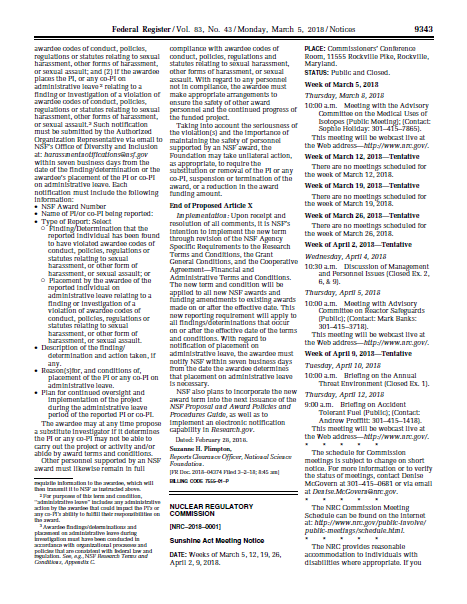 Federal Register / Vol. 83, No. 43 / Monday, March 5, 2018 / Notices
9343
awardee codes of conduct, policies,
regulations or statutes relating to sexual
harassment, other forms of harassment,
or sexual assault; and (2) if the awardee
places the PI, or any co-PI on
administrative leave 2 relating to a
finding or investigation of a violation of
awardee codes of conduct, policies,
regulations or statutes relating to sexual
harassment, other forms of harassment,
or sexual assault.3 Such notification
must be submitted by the Authorized
Organization Representative via email to
NSF's Office of Diversity and Inclusion
at: harassmentnotifications@nsf.gov
within seven business days from the
date of the finding/determination or the
awardee's placement of the PI or co-PI
on administrative leave. Each
notification must include the following
information:
• NSF Award Number
• Name of PI/or co-PI being reported:
• Type of Report: Select
○ Finding/Determination that the
reported individual has been found
to have violated awardee codes of
conduct, policies, regulations or
statutes relating to sexual
harassment, or other form of
harassment, or sexual assault; or
○ Placement by the awardee of the
reported individual on
administrative leave relating to a
finding or investigation of a
violation of awardee codes of
conduct, policies, regulations or
statutes relating to sexual
harassment, or other form of
harassment, or sexual assault.
• Description of the finding/
determination and action taken, if
any.
• Reason(s)for, and conditions of,
placement of the PI or any co-PI on
administrative leave.
• Plan for continued oversight and
implementation of the project
during the administrative leave
period of the reported PI or co-PI.
The awardee may at any time propose
a substitute investigator if it determines
the PI or any co-PI may not be able to
carry out the project or activity and/or
abide by award terms and conditions.
Other personnel supported by an NSF
award must likewise remain in full
requisite information to the awardee, which will
then transmit it to NSF as instructed above.
2 For purposes of this term and condition,
"administrative leave" includes any administrative
action by the awardee that could impact the PI's or
any co-PI's ability to fulfill their responsibilities on
the award.
3 Awardee findings/determinations and
placement on administrative leave during
investigation must have been conducted in
accordance with organizational processes and
policies that are consistent with federal law and
regulation. See, e.g., NSF Research Terms and
Conditions, Appendix C.
compliance with awardee codes of
conduct, policies, regulations and
statutes relating to sexual harassment,
other forms of harassment, or sexual
assault. With regard to any personnel
not in compliance, the awardee must
make appropriate arrangements to
ensure the safety of other award
personnel and the continued progress of
the funded project.
Taking into account the seriousness of
the violation(s) and the importance of
maintaining the safety of personnel
supported by an NSF award, the
Foundation may take unilateral action,
as appropriate, to require the
substitution or removal of the PI or any
co-PI, suspension or termination of the
award, or a reduction in the award
funding amount.
End of Proposed Article X
Implementation: Upon receipt and
resolution of all comments, it is NSF's
intention to implement the new term
through revision of the NSF Agency
Specific Requirements to the Research
Terms and Conditions, the Grant
General Conditions, and the Cooperative
Agreement—Financial and
Administrative Terms and Conditions.
The new term and condition will be
applied to all new NSF awards and
funding amendments to existing awards
made on or after the effective date. This
new reporting requirement will apply to
all findings/determinations that occur
on or after the effective date of the terms
and conditions. With regard to
notification of placement on
administrative leave, the awardee must
notify NSF within seven business days
from the date the awardee determines
that placement on administrative leave
is necessary.
NSF also plans to incorporate the new
award term into the next issuance of the
NSF Proposal and Award Policies and
Procedures Guide, as well as to
implement an electronic notification
capability in Research.gov.
Dated: February 28, 2018.
Suzanne H. Plimpton,
Reports Clearance Officer, National Science
Foundation.
[FR Doc. 2018–04374 Filed 3–2–18; 8:45 am]
BILLING CODE 7555–01–P
NUCLEAR REGULATORY
COMMISSION
[NRC–2018–0001]
Sunshine Act Meeting Notice
DATE: Weeks of March 5, 12, 19, 26,
April 2, 9, 2018.
PLACE: Commissioners' Conference
Room, 11555 Rockville Pike, Rockville,
Maryland.
STATUS: Public and Closed.
Week of March 5, 2018
Thursday, March 8, 2018
10:00 a.m. Meeting with the Advisory
Committee on the Medical Uses of
Isotopes (Public Meeting); (Contact:
Sophie Holiday: 301–415–7865).
This meeting will be webcast live at
the Web address—http://www.nrc.gov/.
Week of March 12, 2018—Tentative
There are no meetings scheduled for
the week of March 12, 2018.
Week of March 19, 2018—Tentative
There are no meetings scheduled for
the week of March 19, 2018.
Week of March 26, 2018—Tentative
There are no meetings scheduled for
the week of March 26, 2018.
Week of April 2, 2018—Tentative
Wednesday, April 4, 2018
10:30 a.m. Discussion of Management
and Personnel Issues (Closed Ex. 2,
6, & 9).
Thursday, April 5, 2018
10:00 a.m. Meeting with Advisory
Committee on Reactor Safeguards
(Public); (Contact: Mark Banks:
301–415–3718).
This meeting will be webcast live at
the Web address—http://www.nrc.gov/.
Week of April 9, 2018—Tentative
Tuesday, April 10, 2018
10:00 a.m. Briefing on the Annual
Threat Environment (Closed Ex. 1).
Thursday, April 12, 2018
9:00 a.m. Briefing on Accident
Tolerant Fuel (Public); (Contact:
Andrew Proffitt: 301–415–1418).
This meeting will be webcast live at
the Web address—http://www.nrc.gov/.
* * * * *
The schedule for Commission
meetings is subject to change on short
notice. For more information or to verify
the status of meetings, contact Denise
McGovern at 301–415–0681 or via email
at Denise.McGovern@nrc.gov.
* * * * *
The NRC Commission Meeting
Schedule can be found on the internet
at: http://www.nrc.gov/public-involve/
public-meetings/schedule.html.
* * * * *
The NRC provides reasonable
accommodation to individuals with
disabilities where appropriate. If you